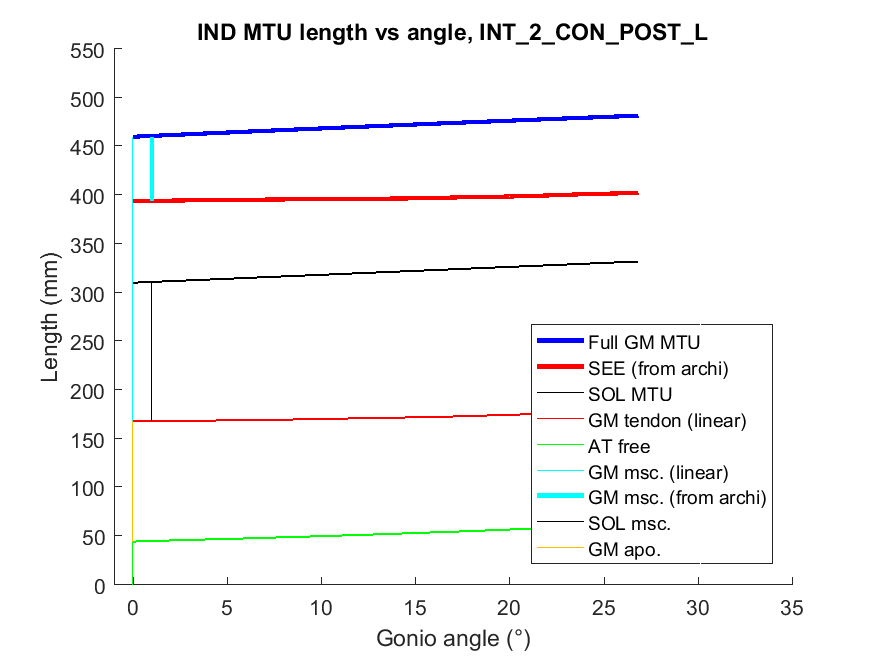 IND MTU length vs angle, INT_2_CON_POST_L
550
500
450
400
350
300
250
200
150
100
50
0
Length (mm)
Full GM MTU
SEE (from archi)
SOL MTU
GM tendon (linear)
AT free
GM msc. (linear)
GM msc. (from archi)
SOL msc.
GM apo.
0 5 10 15 20 25 30 35
Gonio angle (°)